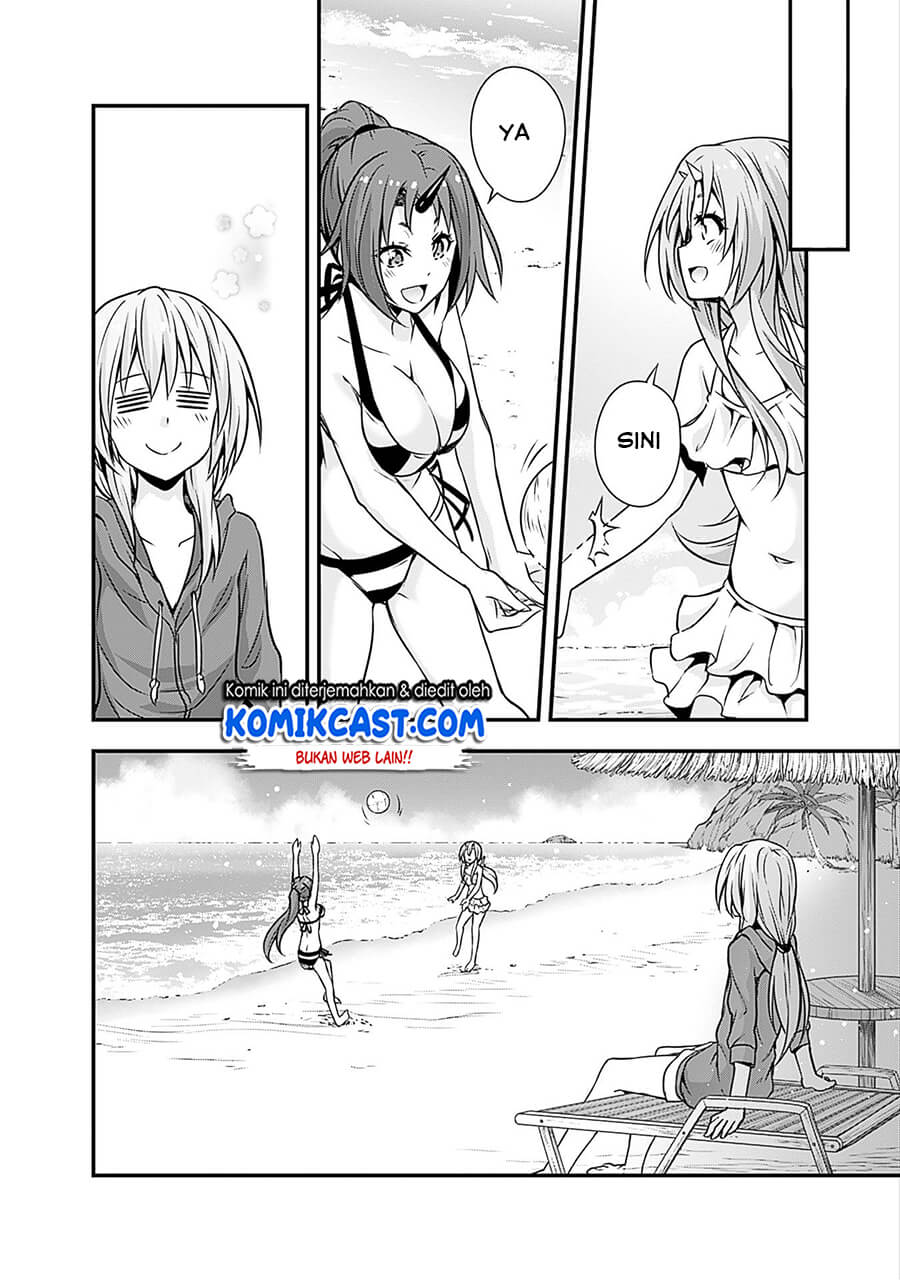 YA
SINI
Komik ini diterjemahkan & diedit oleh
KOMIKCAST.COM
BUKAN WEB LAIN!!